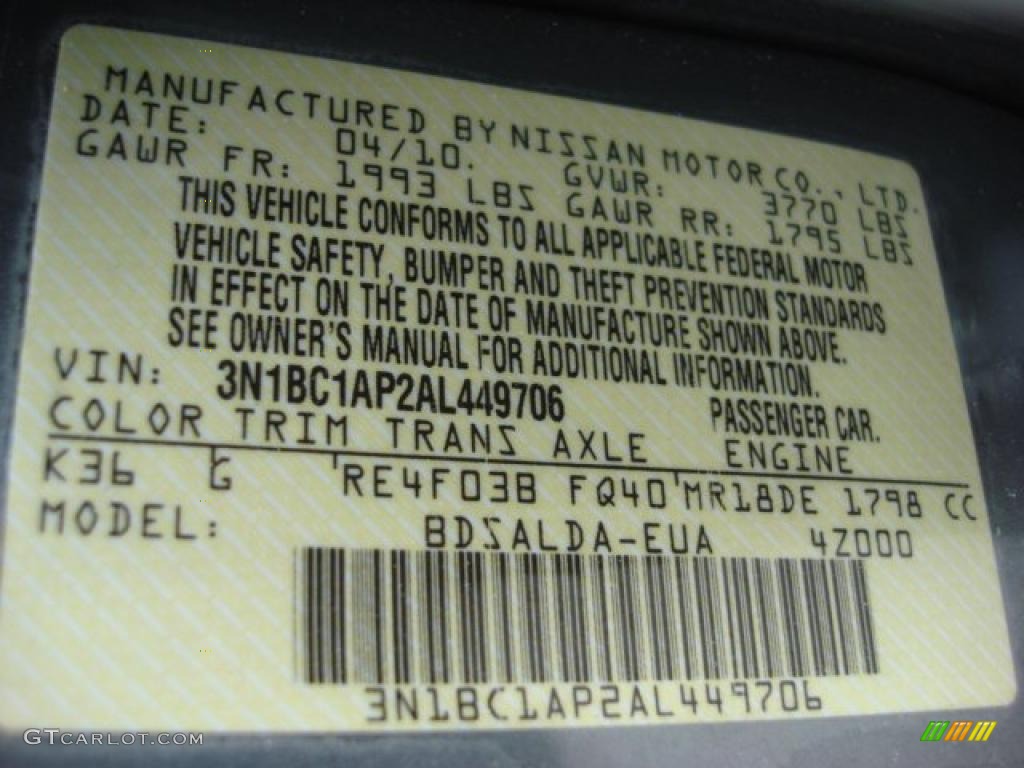 MANUFACTURED BY NISSAN MOTOR CO., LTD.
DATE: 04/10. GVWR: 3770 LBS
GAWR FR: 1993 LBS GAWR RR: 1795 LBS
THIS VEHICLE CONFORMS TO ALL APPLICABLE FEDERAL MOTOR
VEHICLE SAFETY, BUMPER AND THEFT PREVENTION STANDARDS
IN EFFECT ON THE DATE OF MANUFACTURE SHOWN ABOVE.
SEE OWNER'S MANUAL FOR ADDITIONAL INFORMATION.
VIN: 3N1BC1AP2AL449706 PASSENGER CAR.
COLOR TRIM TRANS AXLE ENGINE
K36 G RE4F03B FQ40 MR18DE 1798 CC
MODEL: BDSALDA-EUA 4Z000
3N1BC1AP2AL449706
GTCARLOT.COM